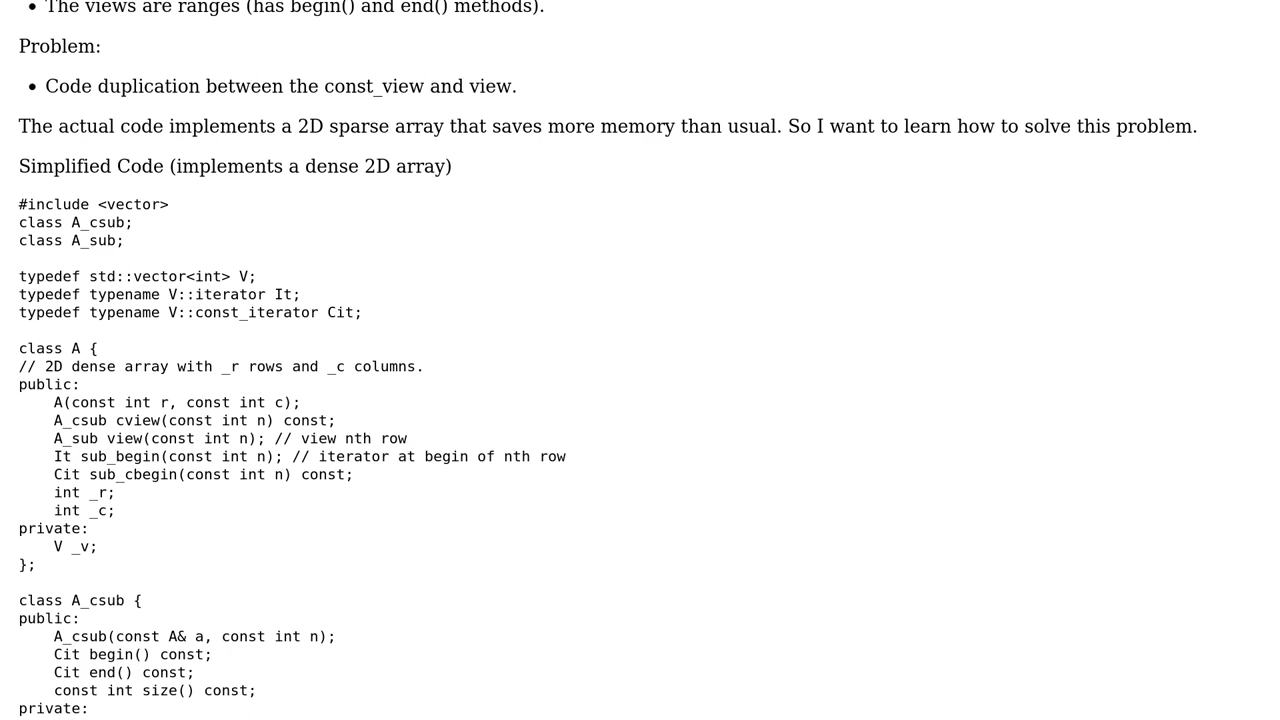 • The views are ranges (has begin() and end() methods).
Problem:
• Code duplication between the const_view and view.
The actual code implements a 2D sparse array that saves more memory than usual. So I want to learn how to solve this problem.
Simplified Code (implements a dense 2D array)
#include <vector>
class A_csub;
class A_sub;

typedef std::vector<int> V;
typedef typename V::iterator It;
typedef typename V::const_iterator Cit;

class A {
// 2D dense array with _r rows and _c columns.
public:
    A(const int r, const int c);
    A_csub cview(const int n) const;
    A_sub view(const int n); // view nth row
    It sub_begin(const int n); // iterator at begin of nth row
    Cit sub_cbegin(const int n) const;
    int _r;
    int _c;
private:
    V _v;
};

class A_csub {
public:
    A_csub(const A& a, const int n);
    Cit begin() const;
    Cit end() const;
    const int size() const;
private: